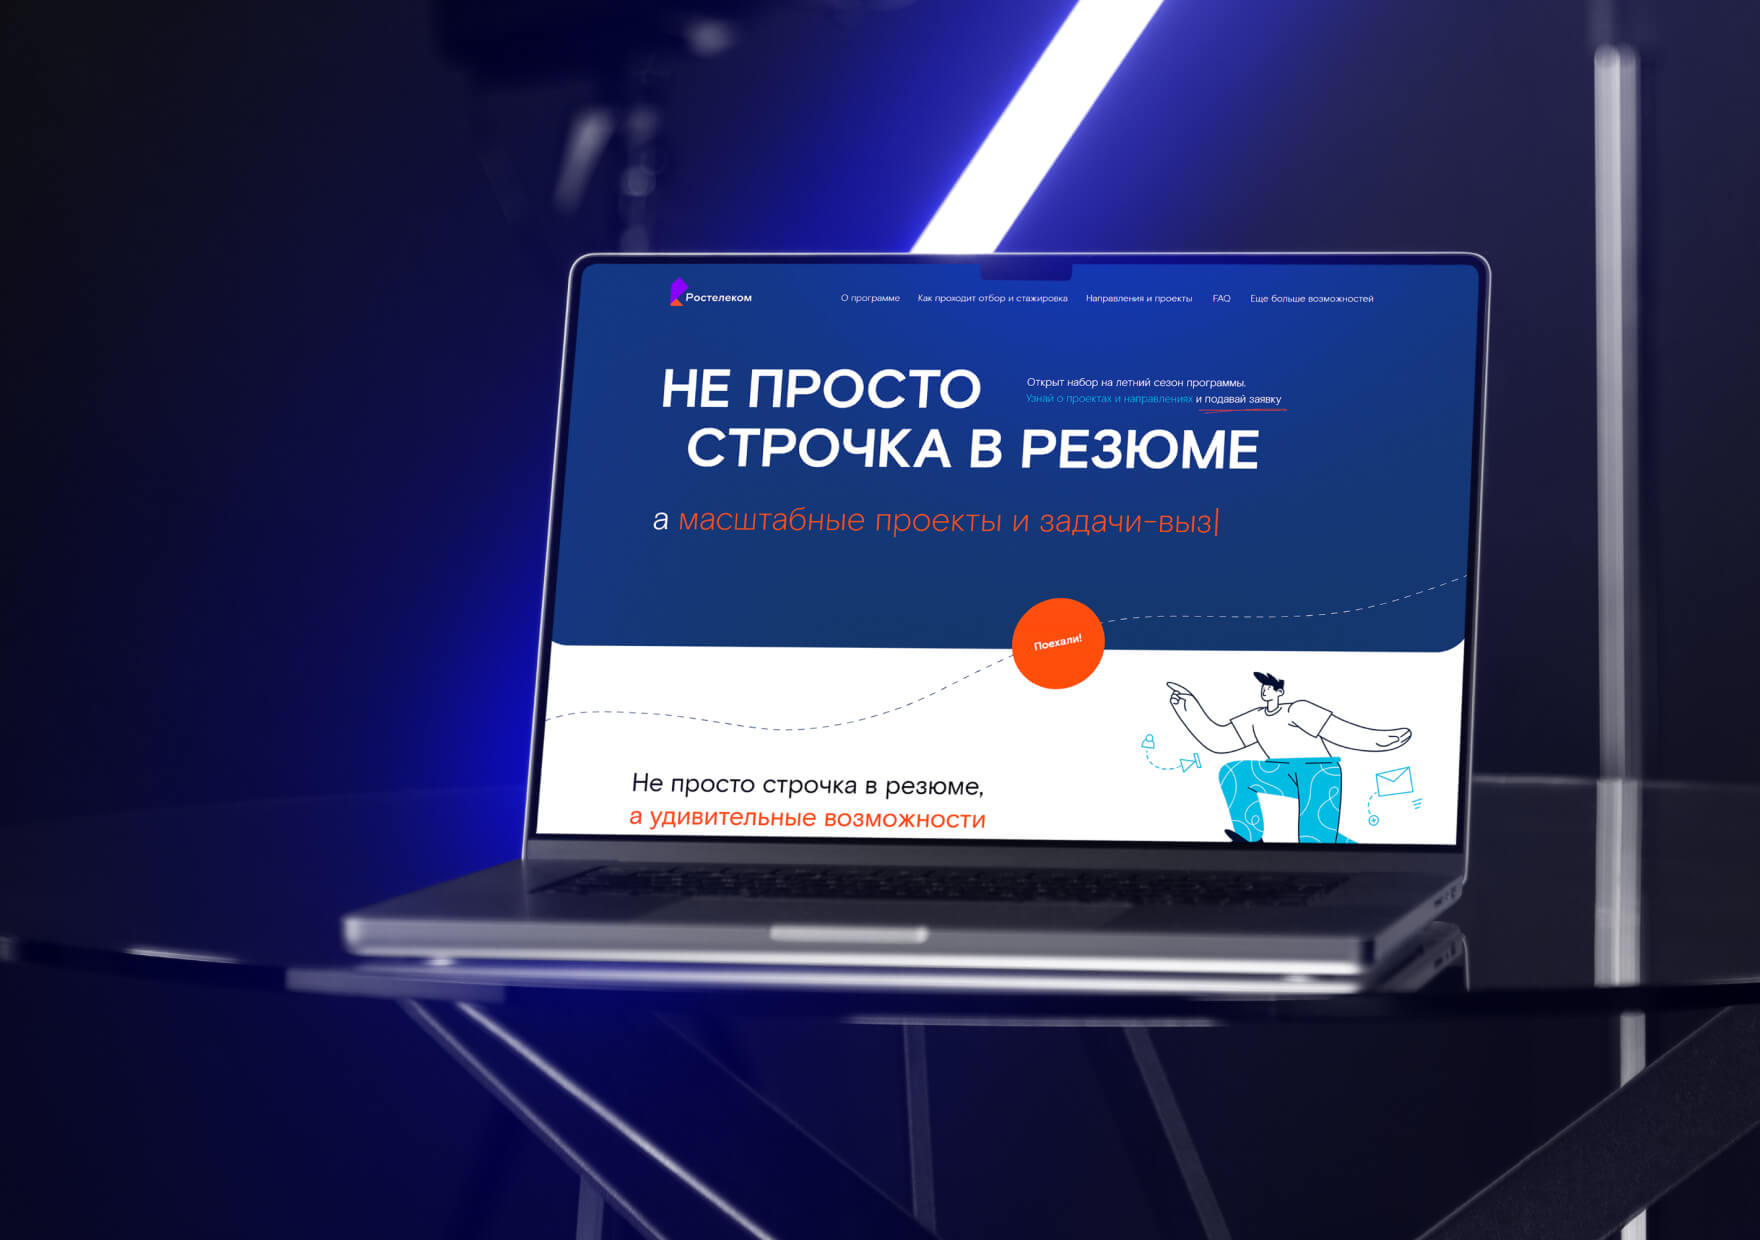 Ростелеком
О программе Как проходит отбор и стажировка Направления и проекты FAQ Еще больше возможностей
НЕ ПРОСТО
СТРОЧКА В РЕЗЮМЕ
Открыт набор на летний сезон программы.
Узнай о проектах и направлениях и подавай заявку
а масштабные проекты и задачи-выз|
Поехали!
Не просто строчка в резюме,
а удивительные возможности